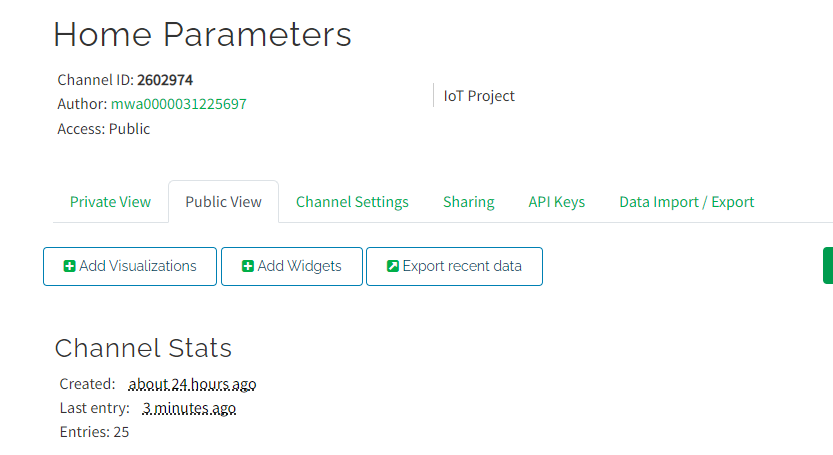 Home Parameters
Channel ID: 2602974
Author: mwa0000031225697
Access: Public
IoT Project
Private View Public View Channel Settings Sharing API Keys Data Import / Export
Add Visualizations Add Widgets Export recent data
Channel Stats
Created: about 24 hours ago
Last entry: 3 minutes ago
Entries: 25